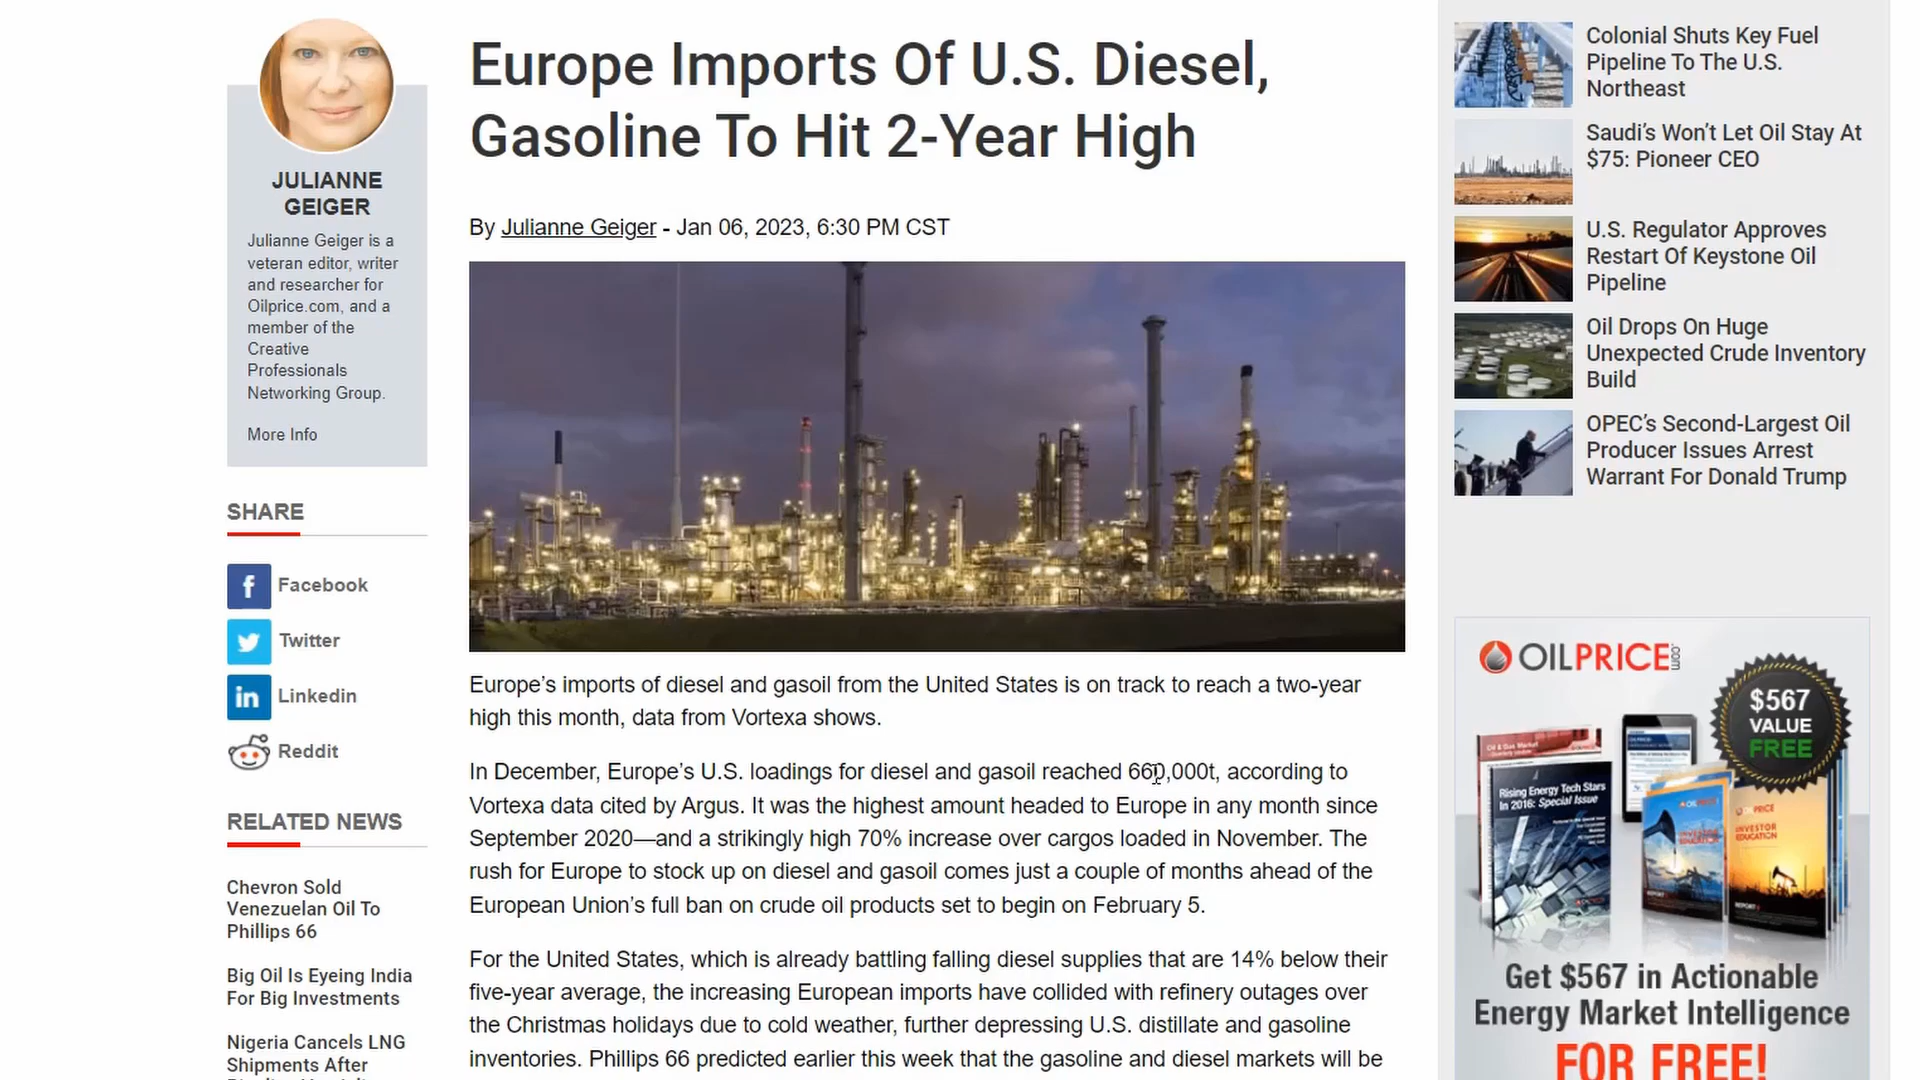 JULIANNE
GEIGER
Julianne Geiger is a
veteran editor, writer
and researcher for
Oilprice.com, and a
member of the
Creative
Professionals
Networking Group.
More Info
SHARE
Facebook
Twitter
Linkedin
Reddit
RELATED NEWS
Chevron Sold
Venezuelan Oil To
Phillips 66
Big Oil Is Eyeing India
For Big Investments
Nigeria Cancels LNG
Shipments After
Europe Imports Of U.S. Diesel,
Gasoline To Hit 2-Year High
By Julianne Geiger - Jan 06, 2023, 6:30 PM CST
Europe’s imports of diesel and gasoil from the United States is on track to reach a two-year
high this month, data from Vortexa shows.
In December, Europe’s U.S. loadings for diesel and gasoil reached 660,000t, according to
Vortexa data cited by Argus. It was the highest amount headed to Europe in any month since
September 2020—and a strikingly high 70% increase over cargos loaded in November. The
rush for Europe to stock up on diesel and gasoil comes just a couple of months ahead of the
European Union’s full ban on crude oil products set to begin on February 5.
For the United States, which is already battling falling diesel supplies that are 14% below their
five-year average, the increasing European imports have collided with refinery outages over
the Christmas holidays due to cold weather, further depressing U.S. distillate and gasoline
inventories. Phillips 66 predicted earlier this week that the gasoline and diesel markets will be
Colonial Shuts Key Fuel
Pipeline To The U.S.
Northeast
Saudi’s Won’t Let Oil Stay At
$75: Pioneer CEO
U.S. Regulator Approves
Restart Of Keystone Oil
Pipeline
Oil Drops On Huge
Unexpected Crude Inventory
Build
OPEC’s Second-Largest Oil
Producer Issues Arrest
Warrant For Donald Trump
OILPRICE.com
$567
VALUE
FREE
Rising Energy Tech Stars
In 2016: Special Issue
INVESTOR
EDUCATION
Get $567 in Actionable
Energy Market Intelligence
FOR FREE!